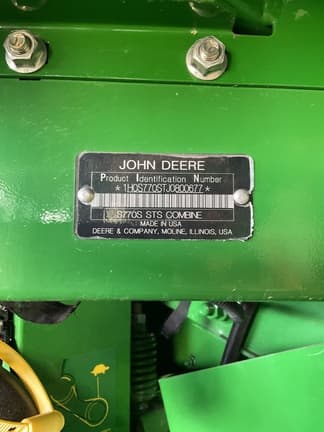 JOHN DEERE
Product Identification Number
*1H0S770STJ0800677*
S770S STS COMBINE
MADE IN USA
DEERE & COMPANY, MOLINE, ILLINOIS, USA